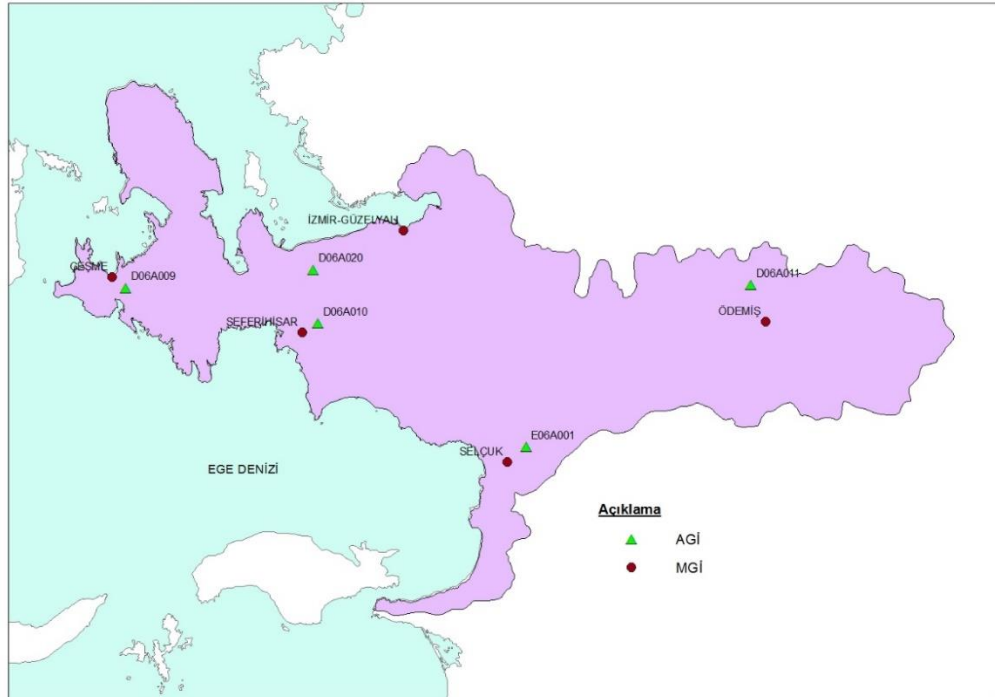 İZMİR-GÜZELYALI
D06A020
ÇEŞME
D06A009
D06A011
ÖDEMİŞ
D06A010
SEFERİHİSAR
E06A001
SELÇUK
EGE DENİZİ
Açıklama
AGİ
MGİ